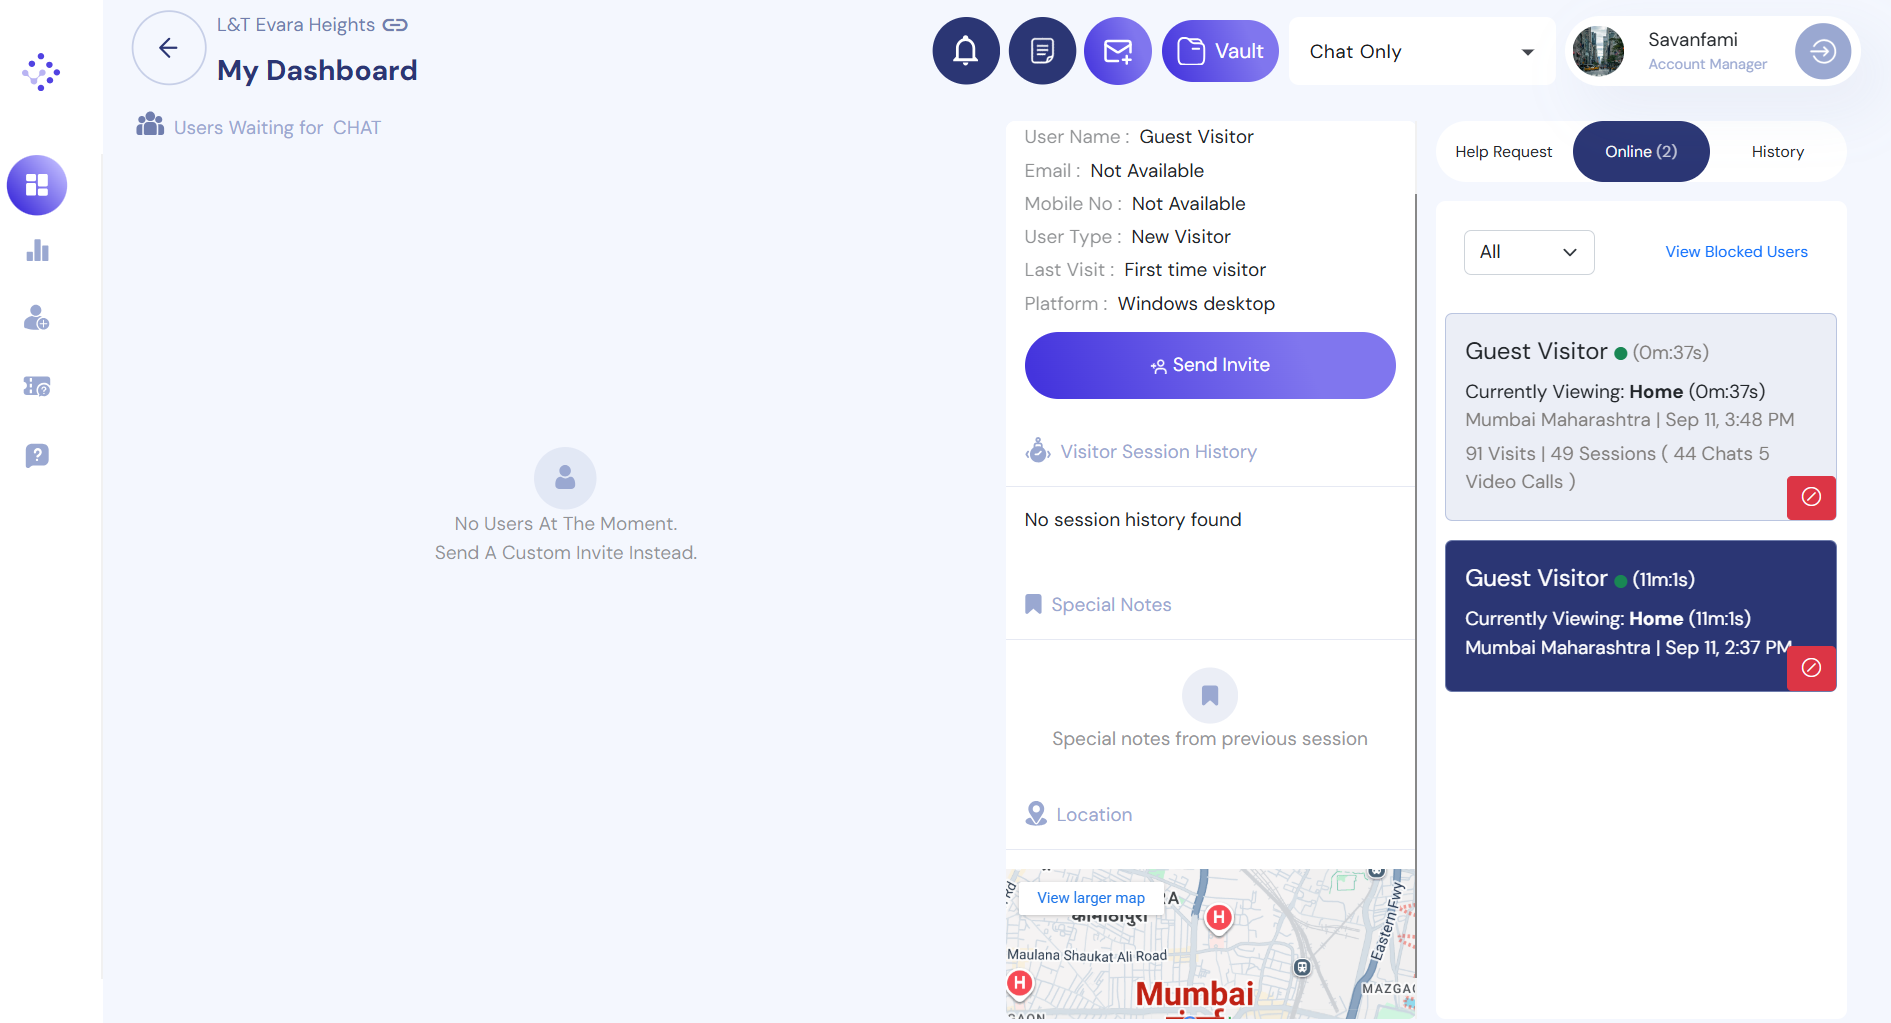 L&T Evara Heights
My Dashboard
Vault
Chat Only
Savanfami
Account Manager
Users Waiting for CHAT
No Users At The Moment.
Send A Custom Invite Instead.
User Name : Guest Visitor
Email : Not Available
Mobile No : Not Available
User Type : New Visitor
Last Visit : First time visitor
Platform : Windows desktop
Send Invite
Visitor Session History
No session history found
Special Notes
Special notes from previous session
Location
View larger map
Maulana Shaukat Ali Road
Eastern Fwy
H
H
Mumbai
Help Request
Online (2)
History
All
View Blocked Users
Guest Visitor (0m:37s)
Currently Viewing: Home (0m:37s)
Mumbai Maharashtra | Sep 11, 3:48 PM
91 Visits | 49 Sessions ( 44 Chats 5
Video Calls )
Guest Visitor (11m:1s)
Currently Viewing: Home (11m:1s)
Mumbai Maharashtra | Sep 11, 2:37 PM